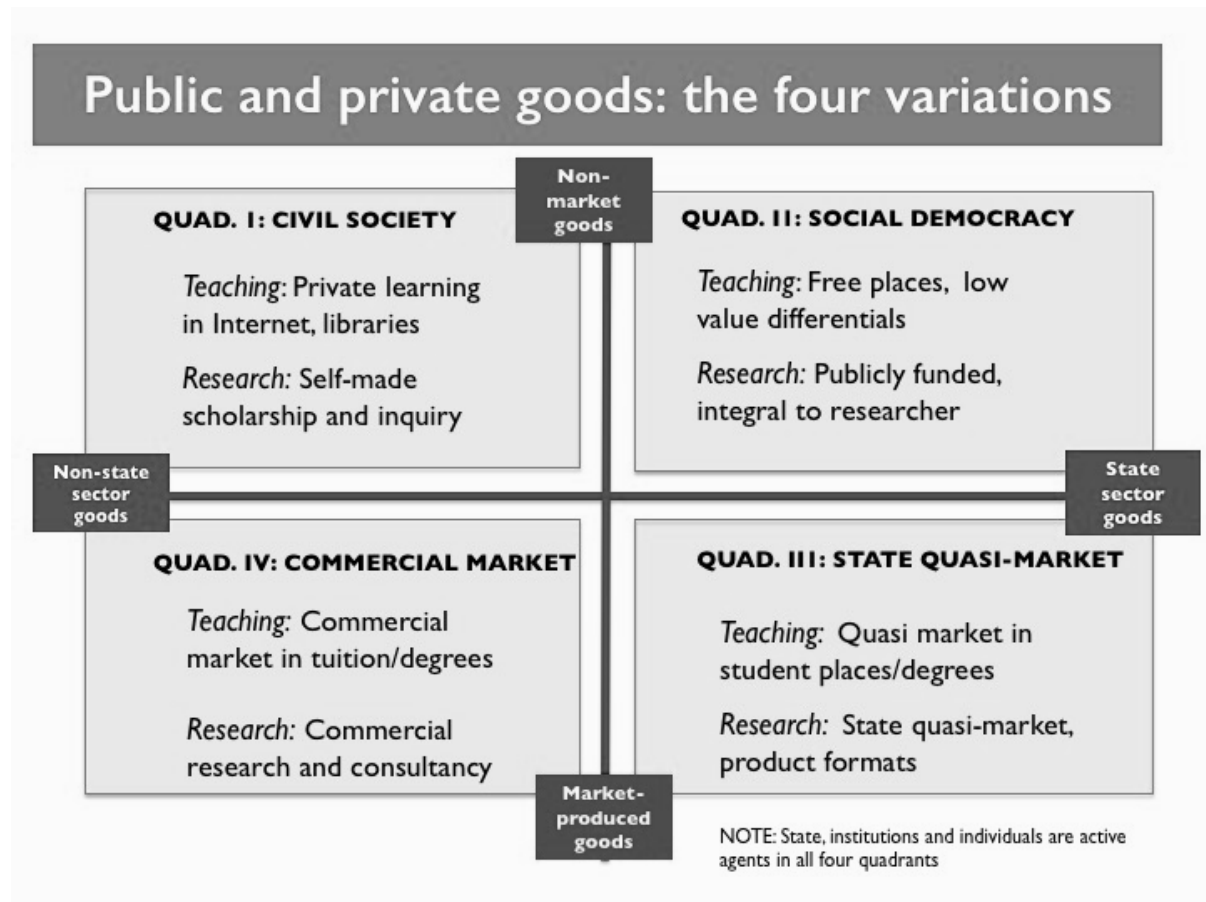 Public and private goods: the four variations
Non-
market
goods
QUAD. I: CIVIL SOCIETY
Teaching: Private learning
in Internet, libraries
Research: Self-made
scholarship and inquiry
QUAD. II: SOCIAL DEMOCRACY
Teaching: Free places, low
value differentials
Research: Publicly funded,
integral to researcher
Non-state
sector
goods
State
sector
goods
QUAD. IV: COMMERCIAL MARKET
Teaching: Commercial
market in tuition/degrees
Research: Commercial
research and consultancy
QUAD. III: STATE QUASI-MARKET
Teaching: Quasi market in
student places/degrees
Research: State quasi-market,
product formats
Market-
produced
goods
NOTE: State, institutions and individuals are active
agents in all four quadrants